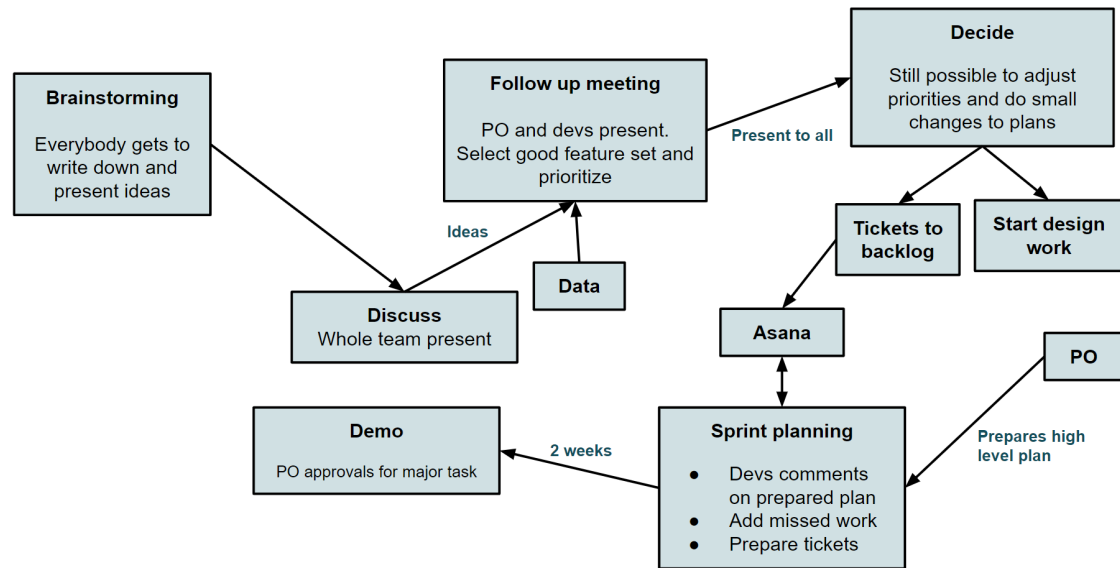 Brainstorming
Everybody gets to
write down and
present ideas
Discuss
Whole team present
Ideas
Data
Follow up meeting
PO and devs present.
Select good feature set and
prioritize
Present to all
Decide
Still possible to adjust
priorities and do small
changes to plans
Tickets to
backlog
Start design
work
Asana
PO
Prepares high
level plan
Sprint planning
● Devs comments
on prepared plan
● Add missed work
● Prepare tickets
2 weeks
Demo
PO approvals for major task